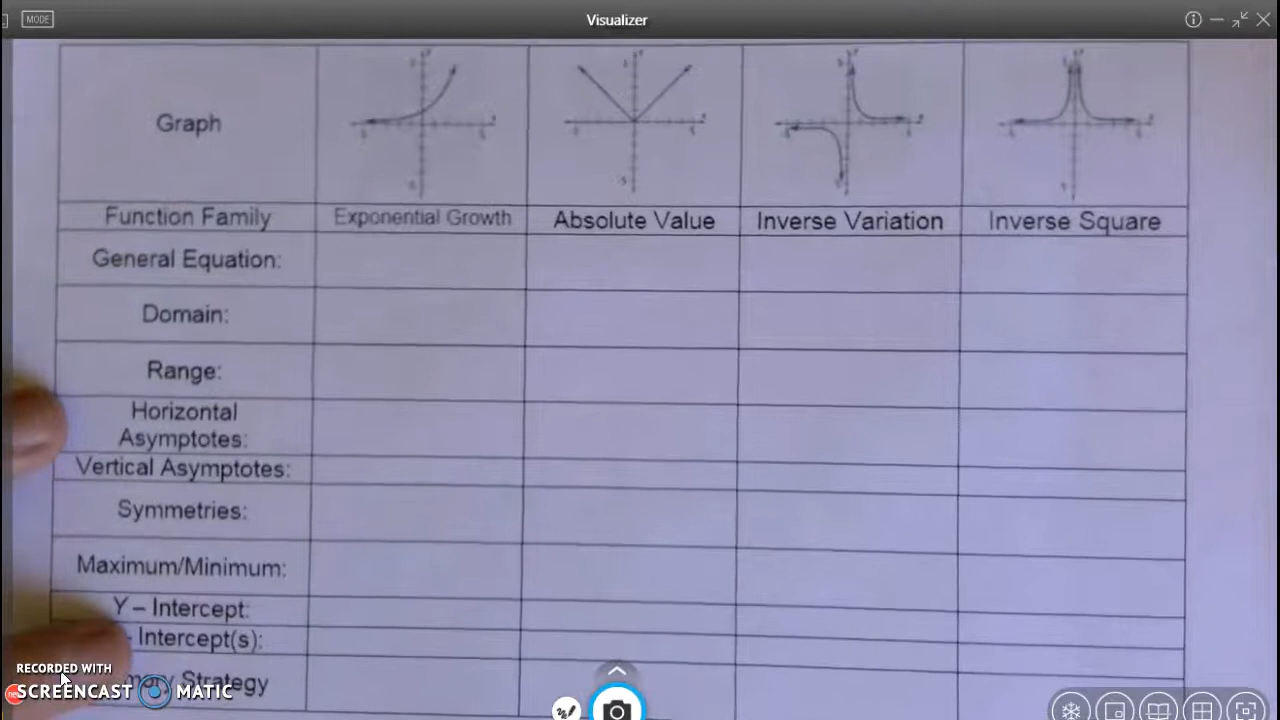 MODE
Visualizer
Graph
Function Family Exponential Growth Absolute Value Inverse Variation Inverse Square
General Equation:
Domain:
Range:
Horizontal
Asymptotes:
Vertical Asymptotes:
Symmetries:
Maximum/Minimum:
Y – Intercept:
- Intercept(s):
Strategy
RECORDED WITH
SCREENCAST MATIC